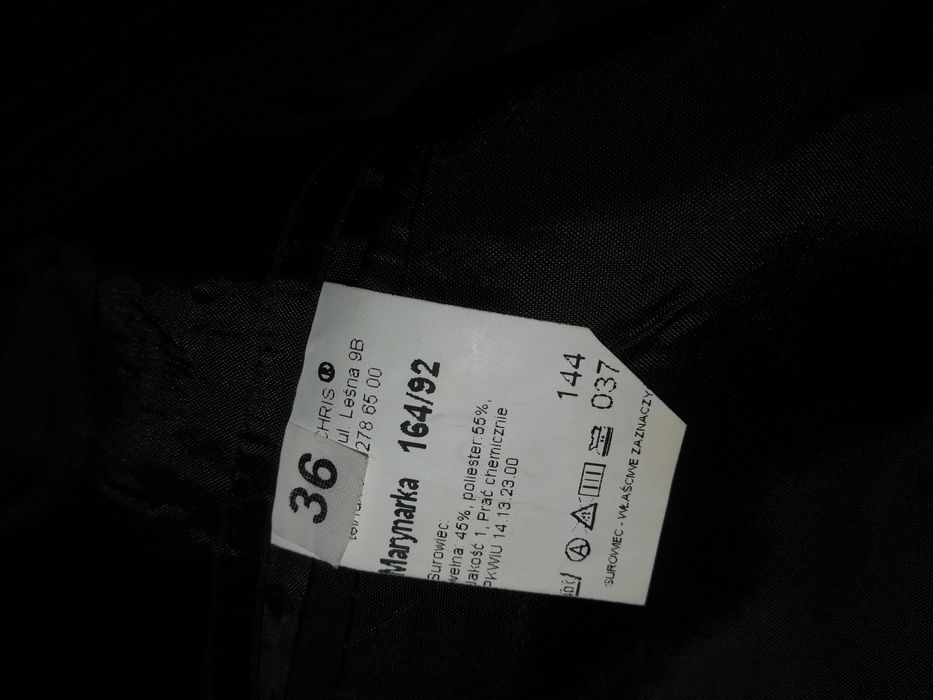 36
CHRIS
ul. Leśna 9B
278 65 00
Marynarka 164/92
Surowiec:
wełna: 45%, poliester:55%,
Jakość 1, Prać chemicznie
PKWIU 14.13.23.00
A
144
037
SUROWIEC - WŁAŚCIWE ZAZNACZY